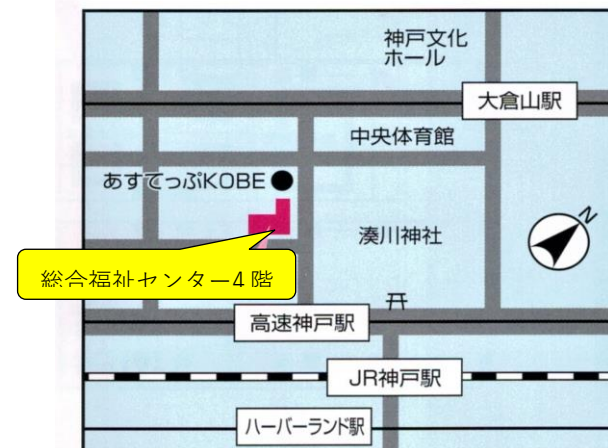 神戸文化
ホール
大倉山駅
中央体育館
あすてっぷKOBE
湊川神社
N
総合福祉センター4階
高速神戸駅
JR神戸駅
ハーバーランド駅